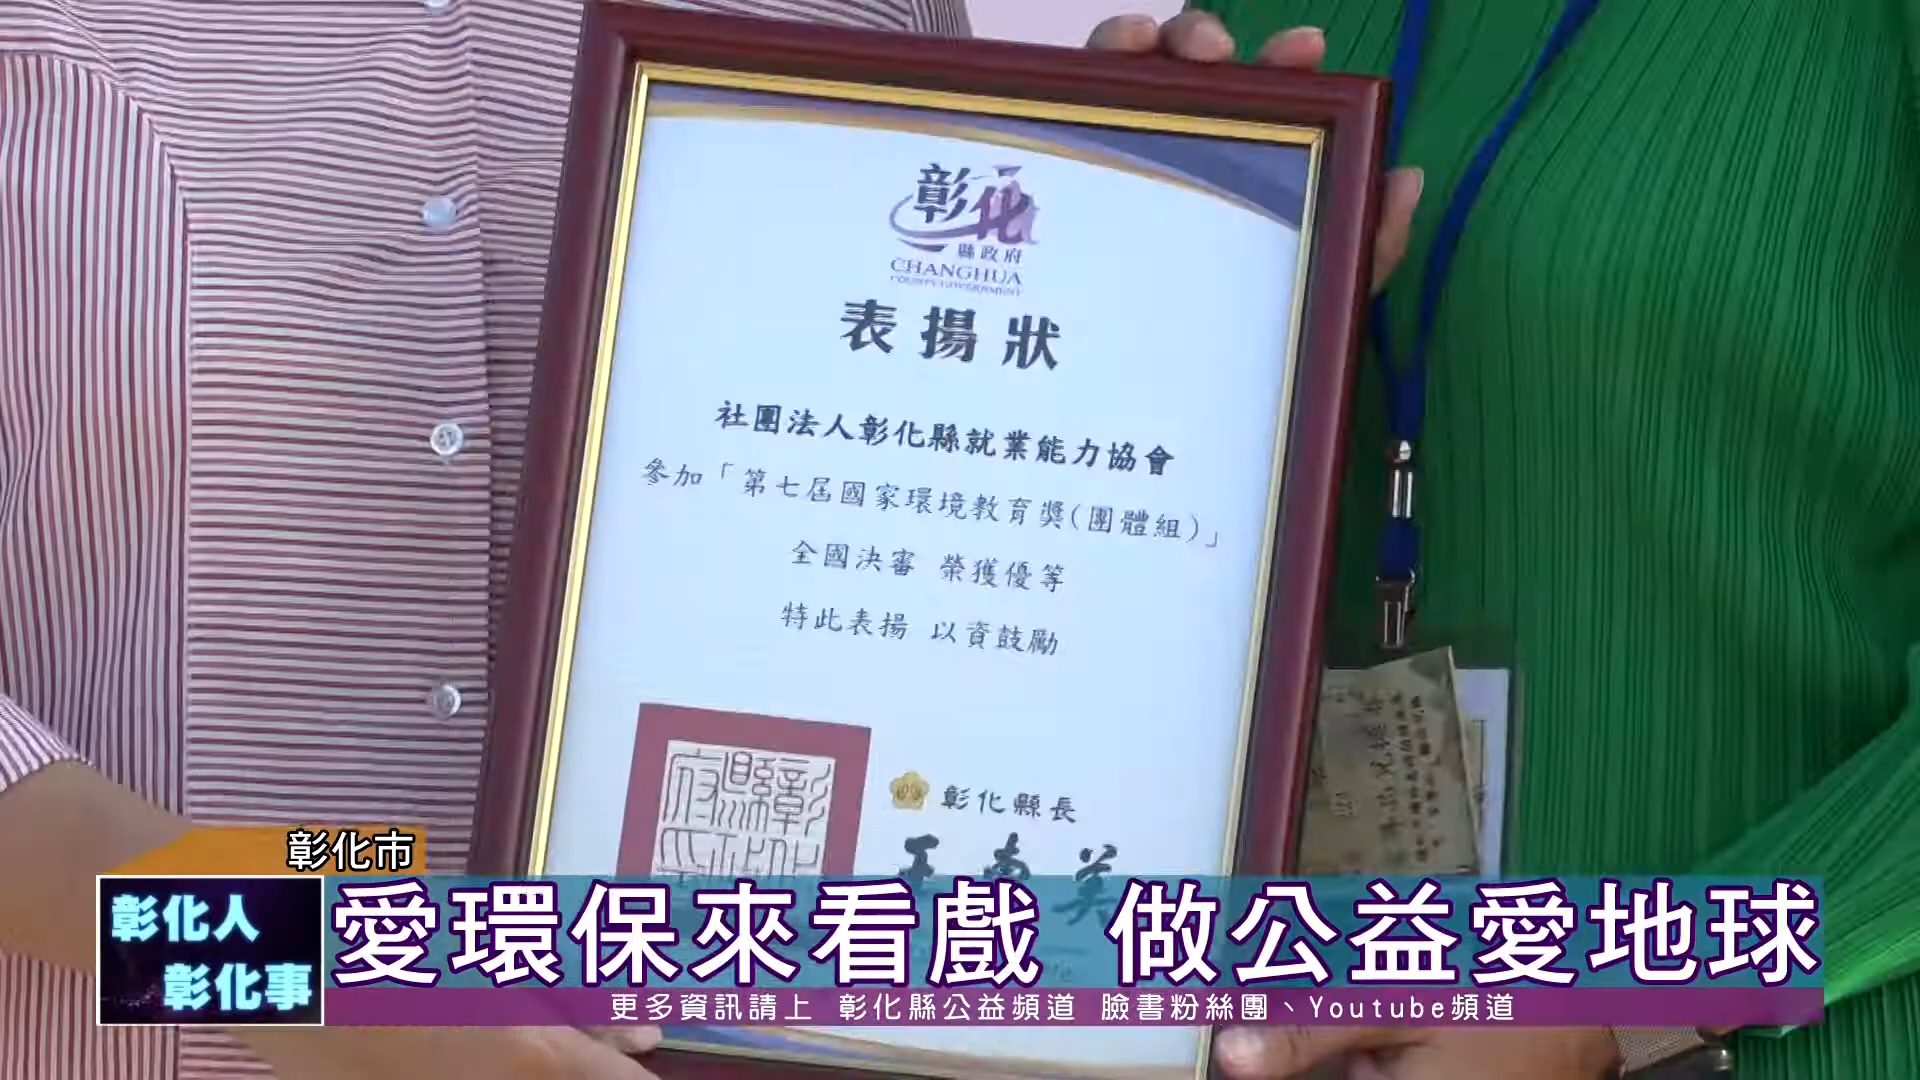 彰化
縣政府
CHANGHUA
COUNTY GOVERNMENT
表揚狀
社團法人彰化縣就業能力協會
參加「第七屆國家環境教育獎(團體組)」
全國決審 榮獲優等
特此表揚 以資鼓勵
彰化縣長
彰化市
彰化人
彰化事
愛環保來看戲 做公益愛地球
更多資訊請上 彰化縣公益頻道 臉書粉絲團、Youtube頻道